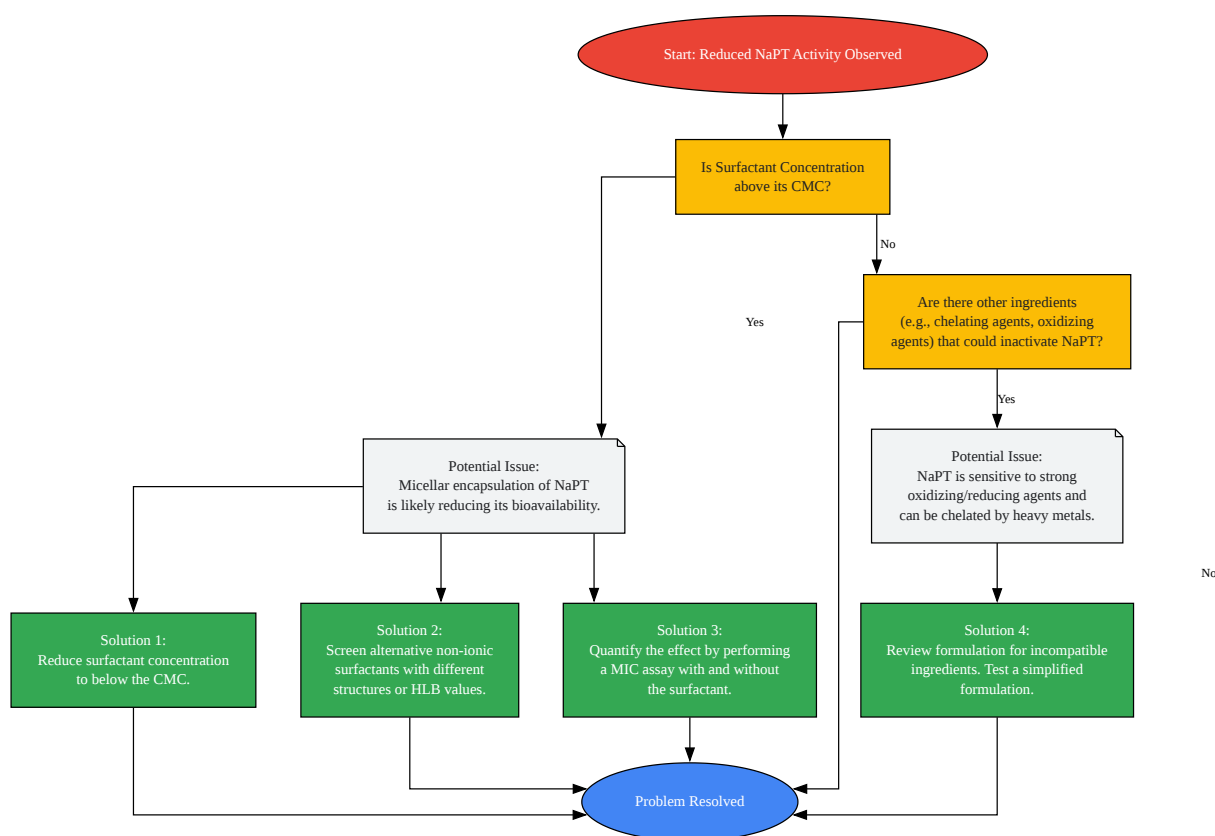 Start: Reduced NaPT Activity Observed
Is Surfactant Concentration
above its CMC?
No
Are there other ingredients
(e.g., chelating agents, oxidizing
agents) that could inactivate NaPT?
Yes
Yes
Potential Issue:
Micellar encapsulation of NaPT
is likely reducing its bioavailability.
Potential Issue:
NaPT is sensitive to strong
oxidizing/reducing agents and
can be chelated by heavy metals.
No
Solution 1:
Reduce surfactant concentration
to below the CMC.
Solution 2:
Screen alternative non-ionic
surfactants with different
structures or HLB values.
Solution 3:
Quantify the effect by performing
a MIC assay with and without
the surfactant.
Solution 4:
Review formulation for incompatible
ingredients. Test a simplified
formulation.
Problem Resolved